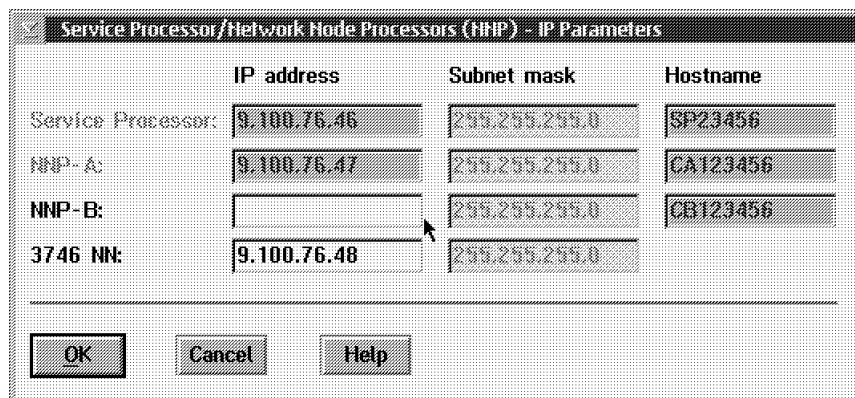 Service Processor/Network Node Processors (NNP) - IP Parameters
IP address Subnet mask Hostname
Service Processor: 9.100.76.46 255.255.255.0 SP23456
NNP-A: 9.100.76.47 255.255.255.0 CA123456
NNP-B: 255.255.255.0 CB123456
3746 NN: 9.100.76.48 255.255.255.0
OK Cancel Help